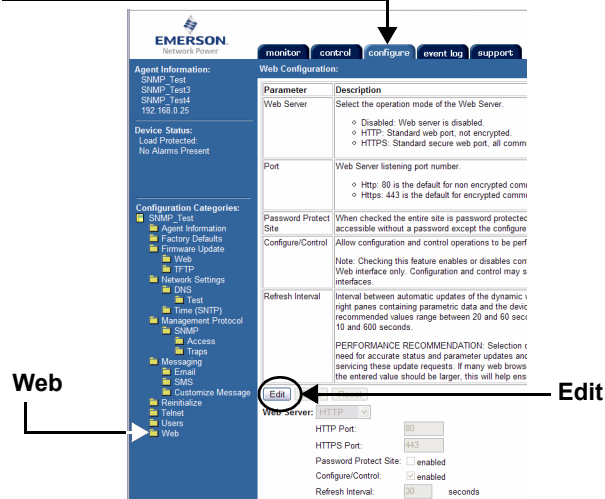 EMERSON.
Network Power
monitor control configure event log support
Agent Information:
SNMP_Test
SNMP_Test3
SNMP_Test4
192.168.0.25
Device Status:
Load Protected:
No Alarms Present
Configuration Categories:
SNMP_Test
Agent Information
Factory Defaults
Firmware Update
Web
TFTP
Network Settings
DNS
Test
Time (SNTP)
Management Protocol
SNMP
Access
Traps
Messaging
Email
SMS
Customize Message
Reinitialize
Telnet
Users
Web
Web
Web Configuration:
Parameter Description
Web Server Select the operation mode of the Web Server.
Disabled: Web server is disabled.
HTTP: Standard web port, not encrypted.
HTTPS: Standard secure web port, all comm
Port Web Server listening port number.
Http: 80 is the default for non encrypted com
Https: 443 is the default for encrypted comm
Password Protect Site When checked the entire site is password protected
accessible without a password except the configure
Configure/Control Allow configuration and control operations to be perf
Note: Checking this feature enables or disables con
Web interface only. Configuration and control may s
interfaces.
Refresh Interval Interval between automatic updates of the dynamic
right panes containing parametric data and the devic
recommended values range between 20 and 60 sec
10 and 600 seconds.
PERFORMANCE RECOMMENDATION: Selection
need for accurate status and parameter updates and
servicing these update requests. If many web brows
the entered value should be larger, this will help ens
Edit
Edit
Web Server: HTTP
HTTP Port: 80
HTTPS Port: 443
Password Protect Site: enabled
Configure/Control: enabled
Refresh Interval: 30 seconds